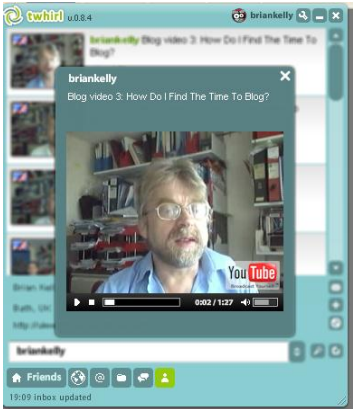 twhirl v.0.8.4
briankelly
briankelly Blog video 3: How Do I Find The Time To Blog?
briankelly
Blog video 3: How Do I Find The Time To Blog?
YouTube
Broadcast Yourself
0:02 / 1:27
Brian Kel
Bath, UK
http://
briankelly
Friends
@
19:09 inbox updated